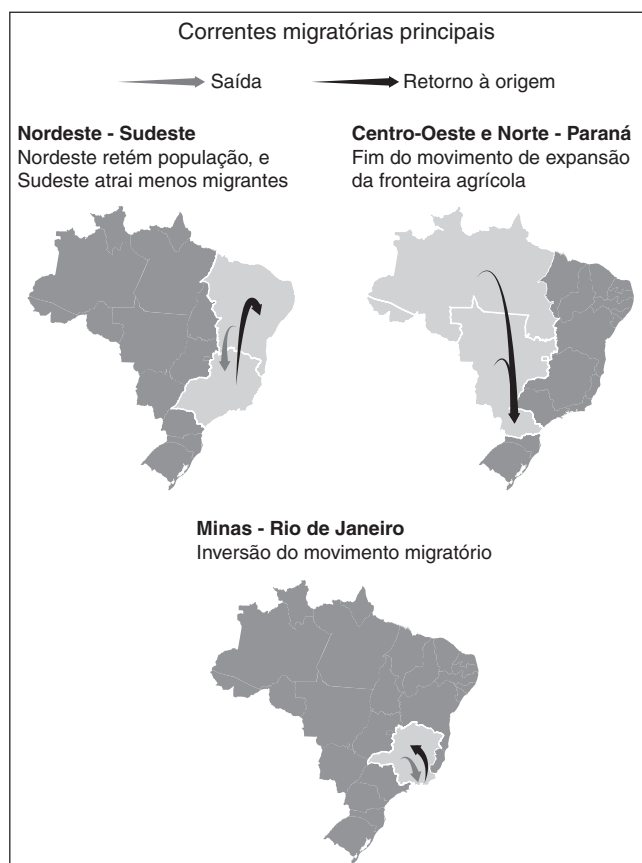 Correntes migratórias principais
Saída
Retorno à origem
Nordeste - Sudeste
Nordeste retém população, e
Sudeste atrai menos migrantes
Centro-Oeste e Norte - Paraná
Fim do movimento de expansão
da fronteira agrícola
Minas - Rio de Janeiro
Inversão do movimento migratório